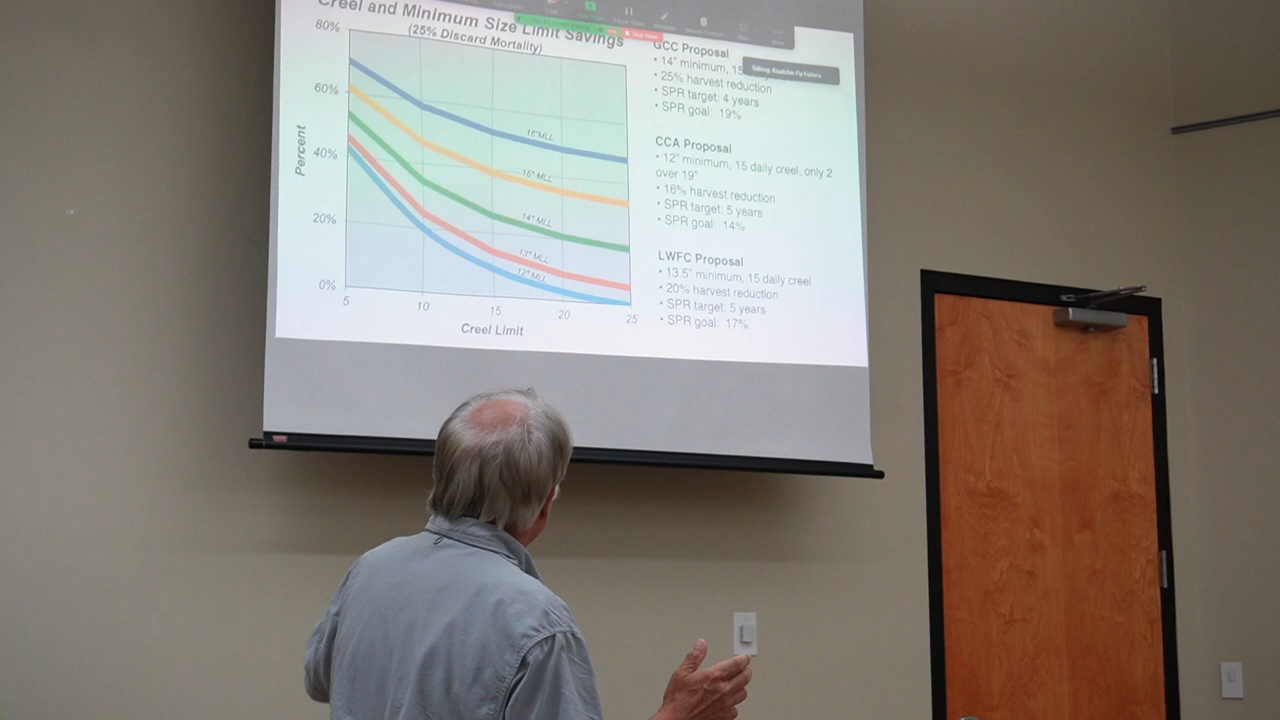 Creel and Minimum Size Limit Savings
(25% Discard Mortality)
80%
60%
40%
20%
0%
Percent
5
10
15
20
25
Creel Limit
16" MLL
14" MLL
13" MLL
12" MLL
Talking: Kisatchie Fly Fishers
GCC Proposal
• 14" minimum, 15
• 25% harvest reduction
• SPR target: 4 years
• SPR goal: 19%
CCA Proposal
• 12" minimum, 15 daily creel, only 2
over 19"
• 16% harvest reduction
• SPR target: 5 years
• SPR goal: 14%
LWFC Proposal
• 13.5" minimum, 15 daily creel
• 20% harvest reduction
• SPR target: 5 years
• SPR goal: 17%